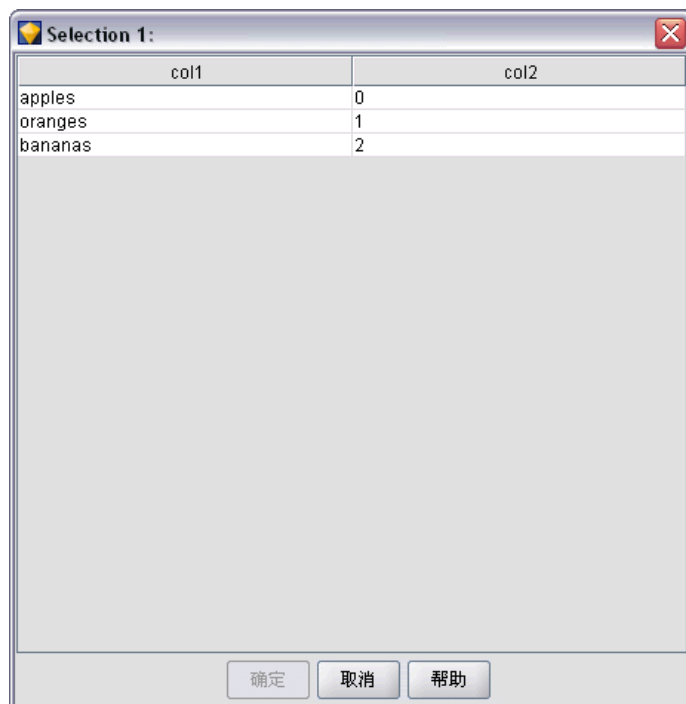 Selection 1:
col1 col2
apples 0
oranges 1
bananas 2
确定 取消 帮助